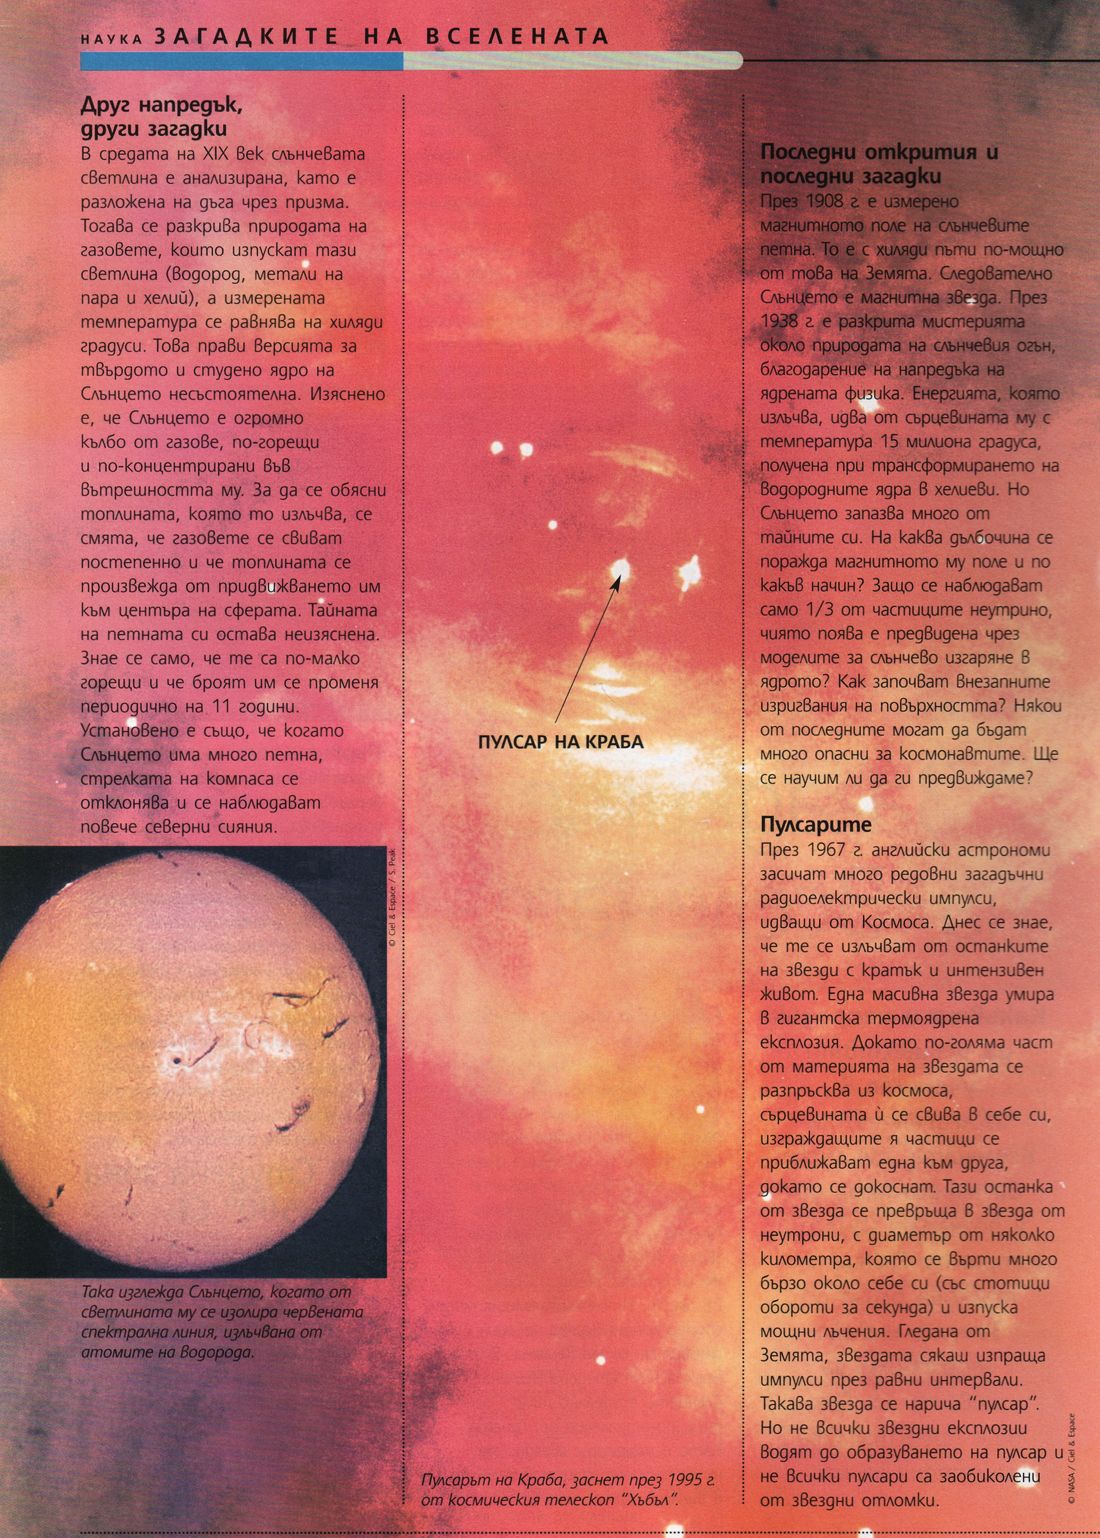 НАУКА ЗАГАДКИТЕ НА ВСЕЛЕНАТА
Друг напредък,
други загадки
В средата на XIX век слънчевата
светлина е анализирана, като е
разложена на дъга чрез призма.
Тогава се разкрива природата на
газовете, които изпускат тази
светлина (водород, метали на
пара и хелий), а измерената
температура се равнява на хиляди
градуси. Това прави версията за
твърдото и студено ядро на
Слънцето несъстоятелна. Изяснено
е, че Слънцето е огромно
кълбо от газове, по-горещи
и по-концентрирани във
вътрешността му. За да се обясни
топлината, която то излъчва, се
смята, че газовете се свиват
постепенно и че топлината се
произвежда от придвижването им
към центъра на сферата. Тайната
на петната си остава неизяснена.
Знае се само, че те са по-малко
горещи и че броят им се променя
периодично на 11 години.
Установено е също, че когато
Слънцето има много петна,
стрелката на компаса се
отклонява и се наблюдават
повече северни сияния.
© Ciel & Espace / S. Peak
Така изглежда Слънцето, когато от
светлината му се изолира червената
спектрална линия, излъчвана от
атомите на водорода.
ПУЛСАР НА КРАБА
Пулсарът на Краба, заснет през 1995 г.
от космическия телескоп "Хъбъл".
Последни открития и
последни загадки
През 1908 г. е измерено
магнитното поле на слънчевите
петна. То е с хиляди пъти по-мощно
от това на Земята. Следователно
Слънцето е магнитна звезда. През
1938 г. е разкрита мистерията
около природата на слънчевия огън,
благодарение на напредъка на
ядрената физика. Енергията, която
излъчва, идва от сърцевината му с
температура 15 милиона градуса,
получена при трансформирането на
водородните ядра в хелиеви. Но
Слънцето запазва много от
тайните си. На каква дълбочина се
поражда магнитното му поле и по
какъв начин? Защо се наблюдават
само 1/3 от частиците неутрино,
чиято поява е предвидена чрез
моделите за слънчево изгаряне в
ядрото? Как започват внезапните
изригвания на повърхността? Някои
от последните могат да бъдат
много опасни за космонавтите. Ще
се научим ли да ги предвиждаме?
Пулсарите
През 1967 г. английски астрономи
засичат много редовни загадъчни
радиоелектрически импулси,
идващи от Космоса. Днес се знае,
че те се излъчват от останките
на звезди с кратък и интензивен
живот. Една масивна звезда умира
в гигантска термоядрена
експлозия. Докато по-голяма част
от материята на звездата се
разпръсква из космоса,
сърцевината ѝ се свива в себе си,
изграждащите я частици се
приближават една към друга,
докато се докоснат. Тази останка
от звезда се превръща в звезда от
неутрони, с диаметър от няколко
километра, която се върти много
бързо около себе си (със стотици
обороти за секунда) и изпуска
мощни лъчения. Гледана от
Земята, звездата сякаш изпраща
импулси през равни интервали.
Такава звезда се нарича "пулсар".
Но не всички звездни експлозии
водят до образуването на пулсар и
не всички пулсари са заобиколени
от звездни отломки.
© NASA / Ciel & Espace